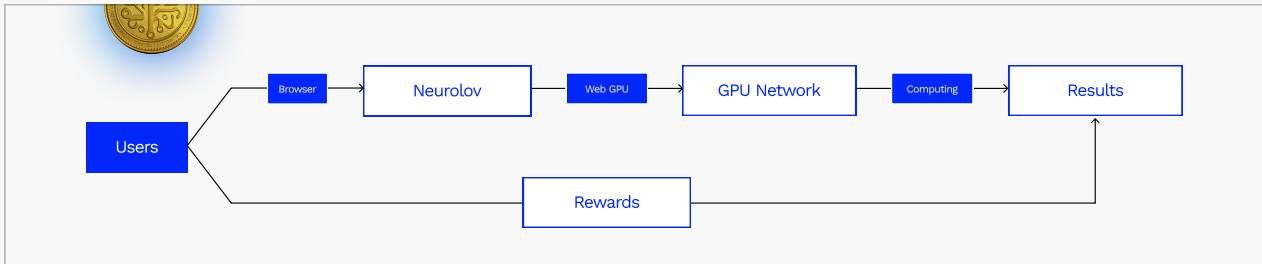 Browser
Neurolov
Web GPU
GPU Network
Computing
Results
Users
Rewards